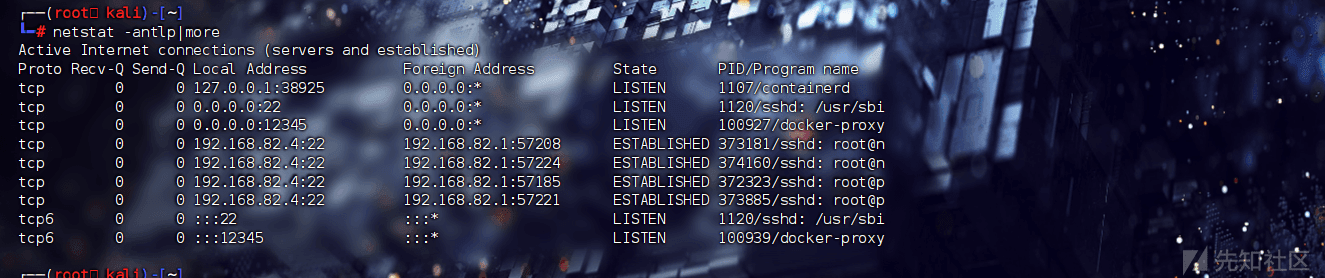 ┌──(root㉿ kali)-[~]
└─# netstat -antlp|more
Active Internet connections (servers and established)
Proto Recv-Q Send-Q Local Address           Foreign Address         State       PID/Program name
tcp        0      0 127.0.0.1:38925         0.0.0.0:*               LISTEN      1107/containerd
tcp        0      0 0.0.0.0:22              0.0.0.0:*               LISTEN      1120/sshd: /usr/sbi
tcp        0      0 0.0.0.0:12345           0.0.0.0:*               LISTEN      100927/docker-proxy
tcp        0      0 192.168.82.4:22         192.168.82.1:57208      ESTABLISHED 373181/sshd: root@n
tcp        0      0 192.168.82.4:22         192.168.82.1:57224      ESTABLISHED 374160/sshd: root@n
tcp        0      0 192.168.82.4:22         192.168.82.1:57185      ESTABLISHED 372323/sshd: root@p
tcp        0      0 192.168.82.4:22         192.168.82.1:57221      ESTABLISHED 373885/sshd: root@p
tcp6       0      0 :::22                   :::*                    LISTEN      1120/sshd: /usr/sbi
tcp6       0      0 :::12345                :::*                    LISTEN      100939/docker-proxy
┌──(root㉿ kali)-[~]
先知社区